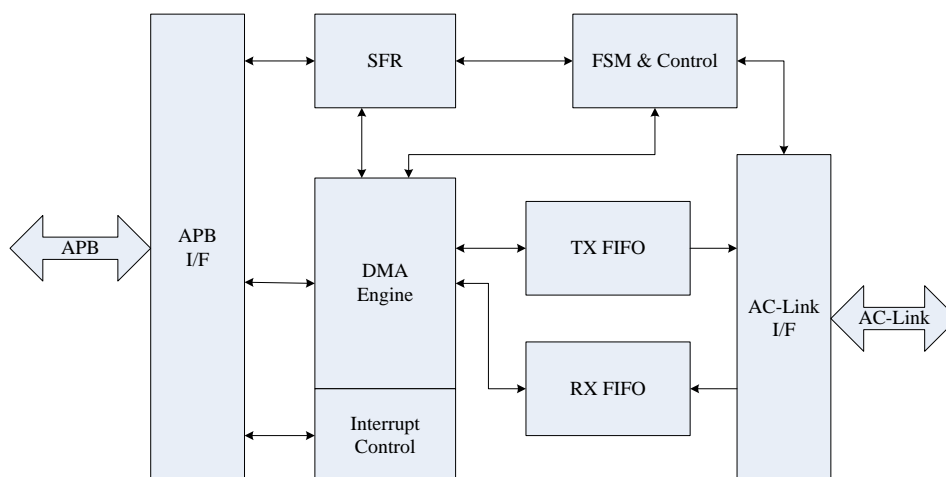 SFR
FSM & Control
APB
APB
I/F
DMA
Engine
TX FIFO
AC-Link
I/F
AC-Link
RX FIFO
Interrupt
Control